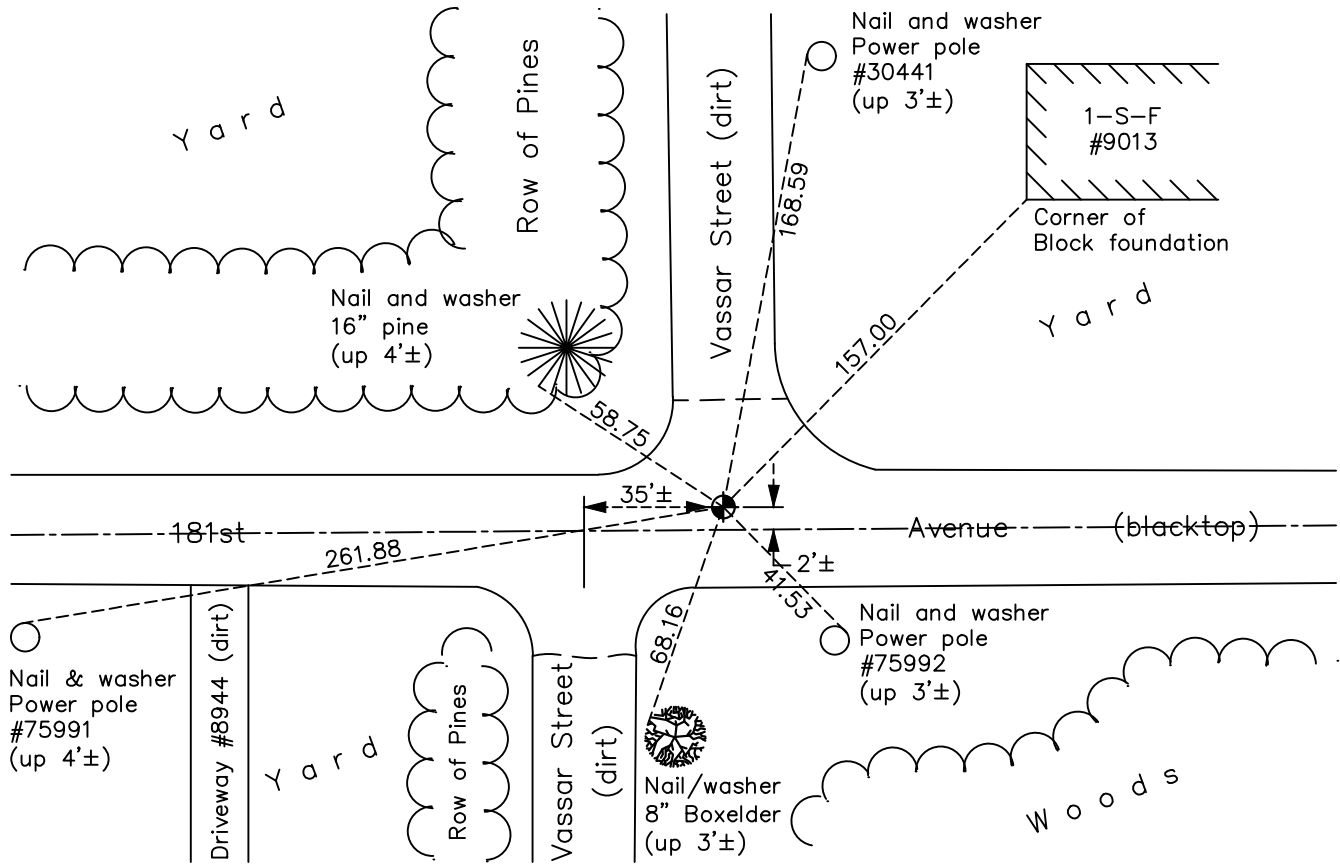 Nail and washer
Power pole
#30441
(up 3'±)
1-S-F
#9013
Yard
Row of Pines
Vassar Street (dirt)
168.59
Corner of
Block foundation
Nail and washer
16" pine
(up 4'±)
Yard
157.00
58.75
35'±
181st Avenue (blacktop)
261.88
2'±
41.53
68.16
Nail and washer
Power pole
#75992
(up 3'±)
Nail & washer
Power pole
#75991
(up 4'±)
Driveway #8944 (dirt)
Yard
Row of Pines
Vassar Street
(dirt)
Nail/washer
8" Boxelder
(up 3'±)
Woods